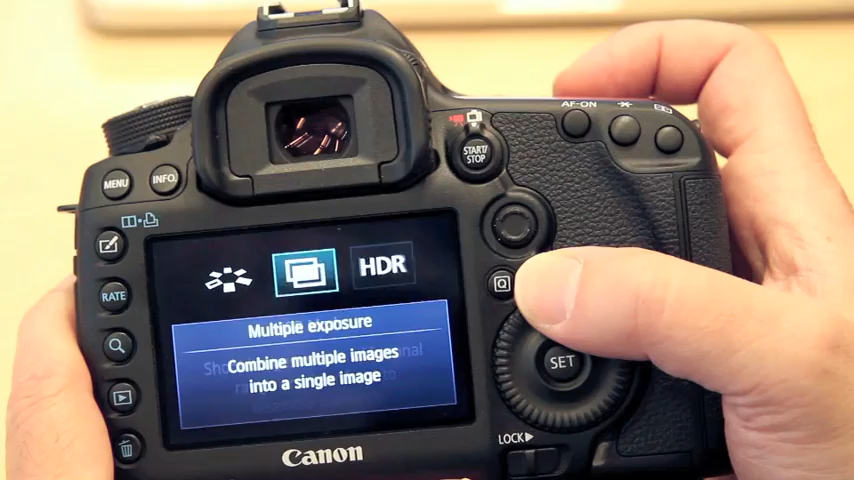 AF-ON
START/
STOP
MENU
INFO.
HDR
Q
RATE
Multiple exposure
Combine multiple images
into a single image
SET
LOCK▶
Canon